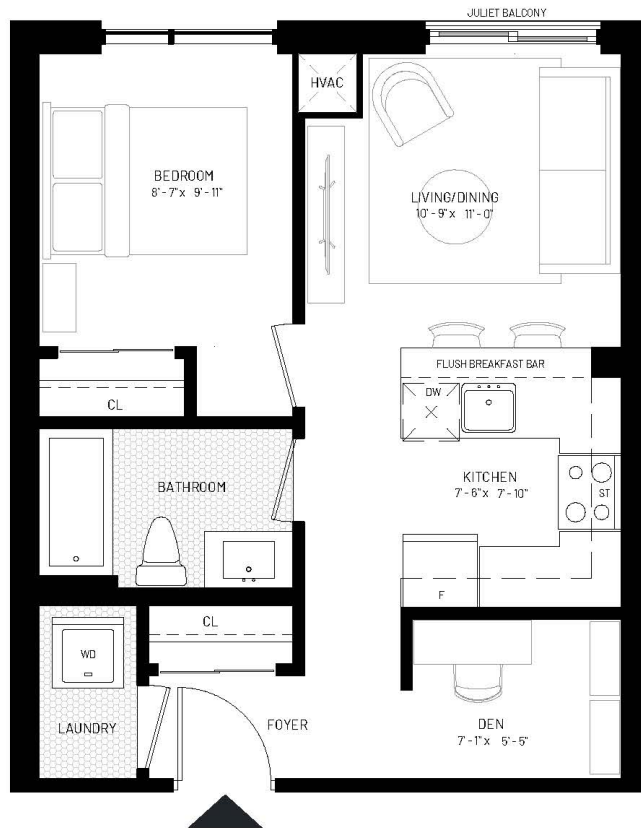 JULIET BALCONY
HVAC
BEDROOM
8'-7" x 9'-11"
LIVING/DINING
10'-9" x 11'-0"
FLUSH BREAKFAST BAR
DW
CL
KITCHEN
7'-6" x 7'-10"
ST
BATHROOM
F
CL
WD
LAUNDRY
FOYER
DEN
7'-1" x 5'-5"